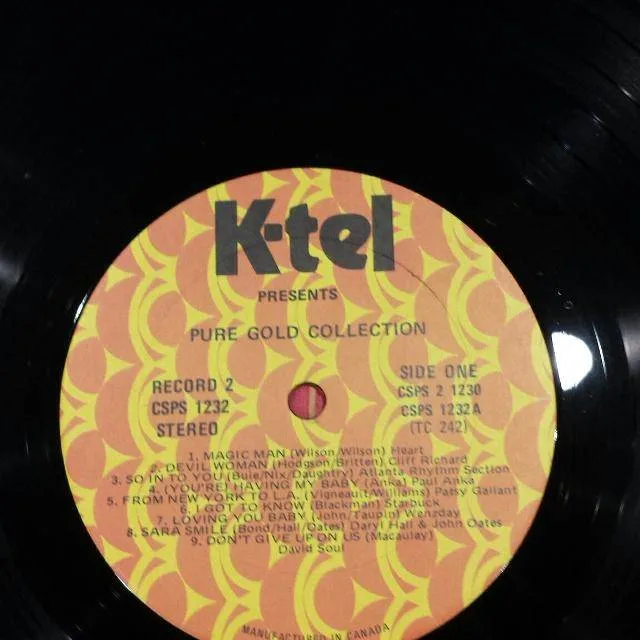 K-tel
PRESENTS
PURE GOLD COLLECTION
RECORD 2
CSPS 1232
STEREO
SIDE ONE
CSPS 2 1230
CSPS 1232A
(TC 242)
1. MAGIC MAN (Wilson/Wilson) Heart
2. DEVIL WOMAN (Hodgson/Britten) Cliff Richard
3. SO IN TO YOU (Buie/Nix/Daughtry) Atlanta Rhythm Section
4. (YOU'RE) HAVING MY BABY (Anka) Paul Anka
5. FROM NEW YORK TO L.A. (Vigneault/Williams) Patsy Gallant
6. I GOT TO KNOW (Blackman) Starbuck
7. LOVING YOU BABY (John/Taupin) Wednesday
8. SARA SMILE (Bond/Hall/Oates) Daryl Hall & John Oates
9. DON'T GIVE UP ON US (Macaulay)
David Soul
MANUFACTURED IN CANADA